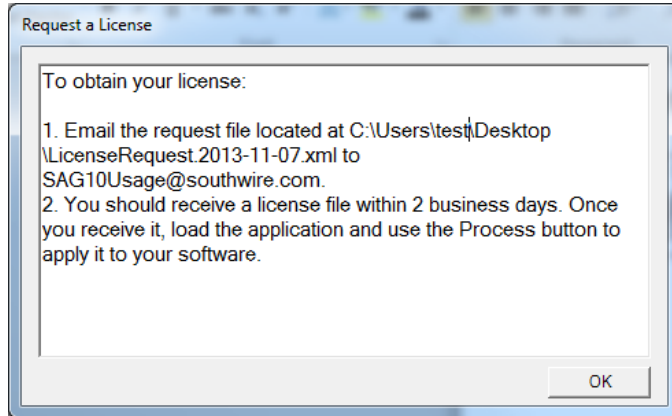 Request a License
To obtain your license:
1. Email the request file located at C:\Users\test\Desktop
\LicenseRequest.2013-11-07.xml to
SAG10Usage@southwire.com.
2. You should receive a license file within 2 business days. Once
you receive it, load the application and use the Process button to
apply it to your software.
OK